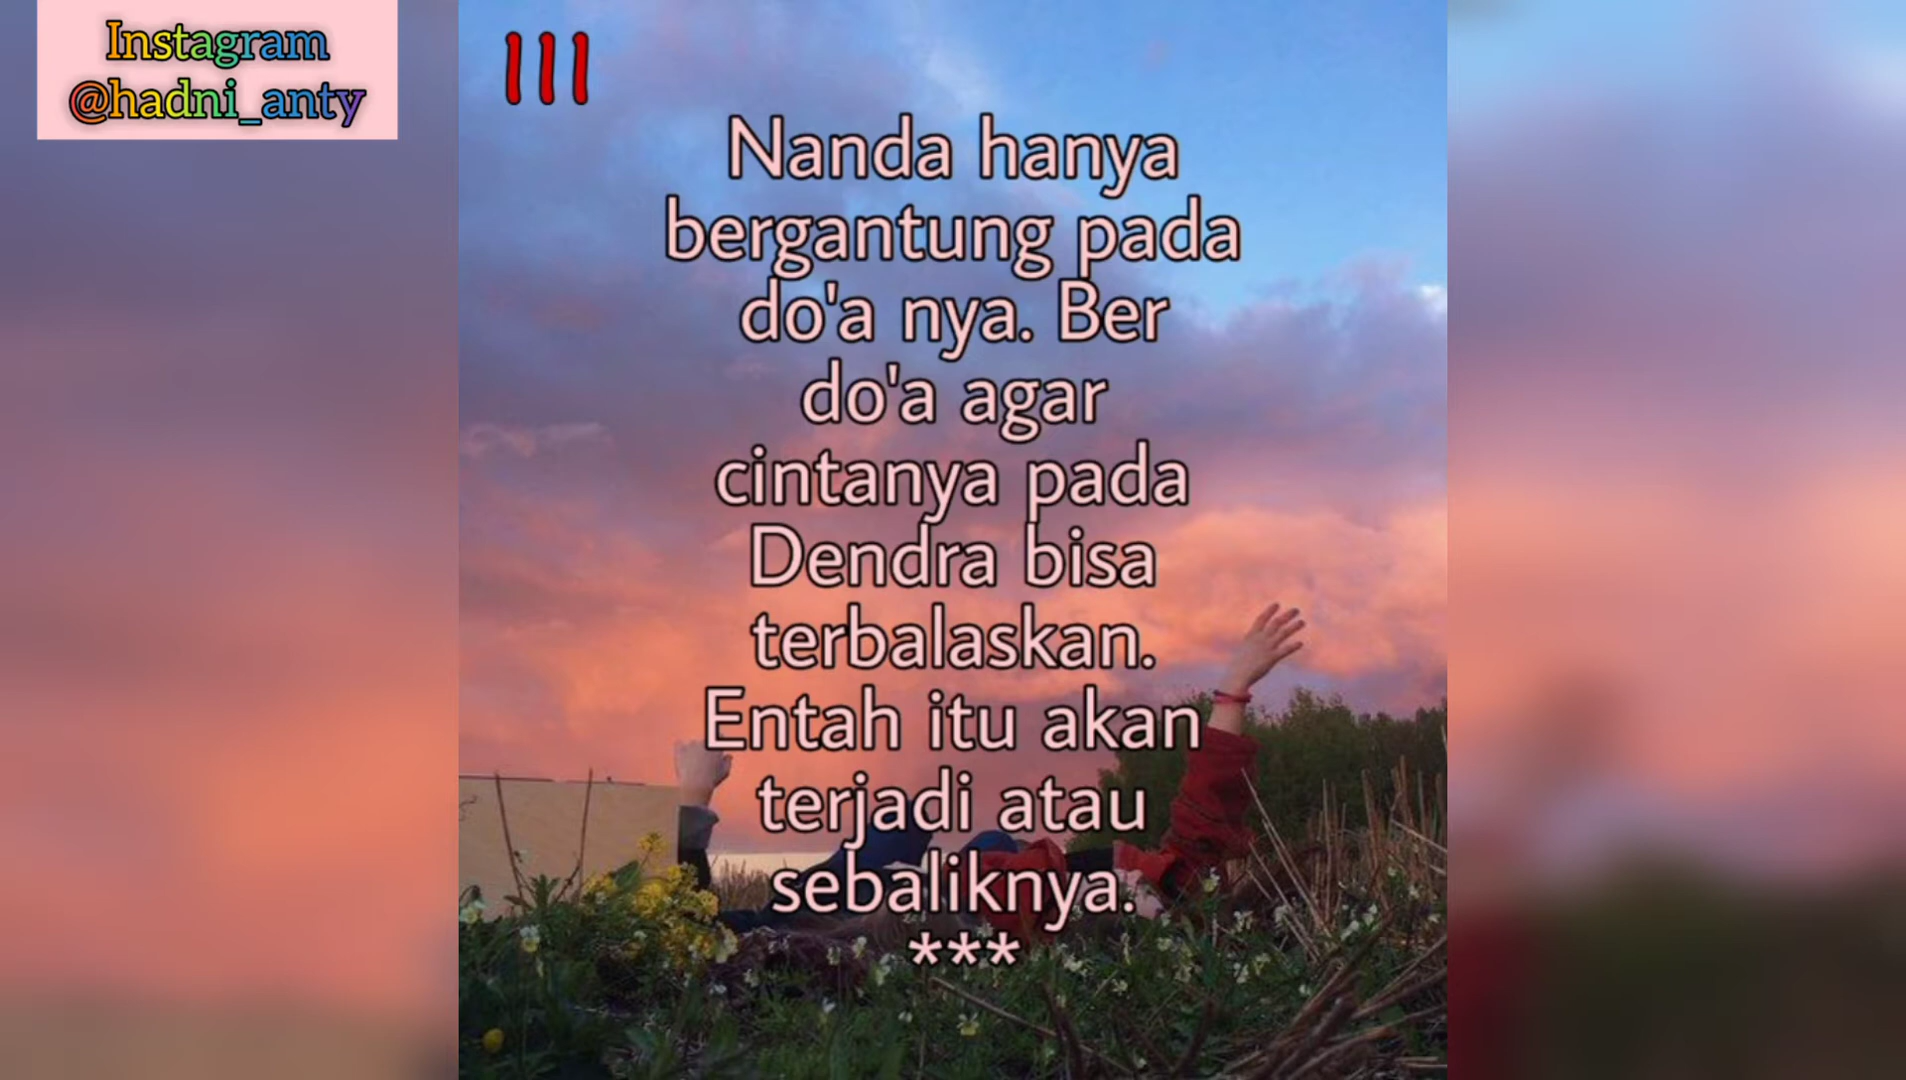 Instagram
@hadni_anty
III
Nanda hanya
bergantung pada
do'a nya. Ber
do'a agar
cintanya pada
Dendra bisa
terbalaskan.
Entah itu akan
terjadi atau
sebaliknya.
***